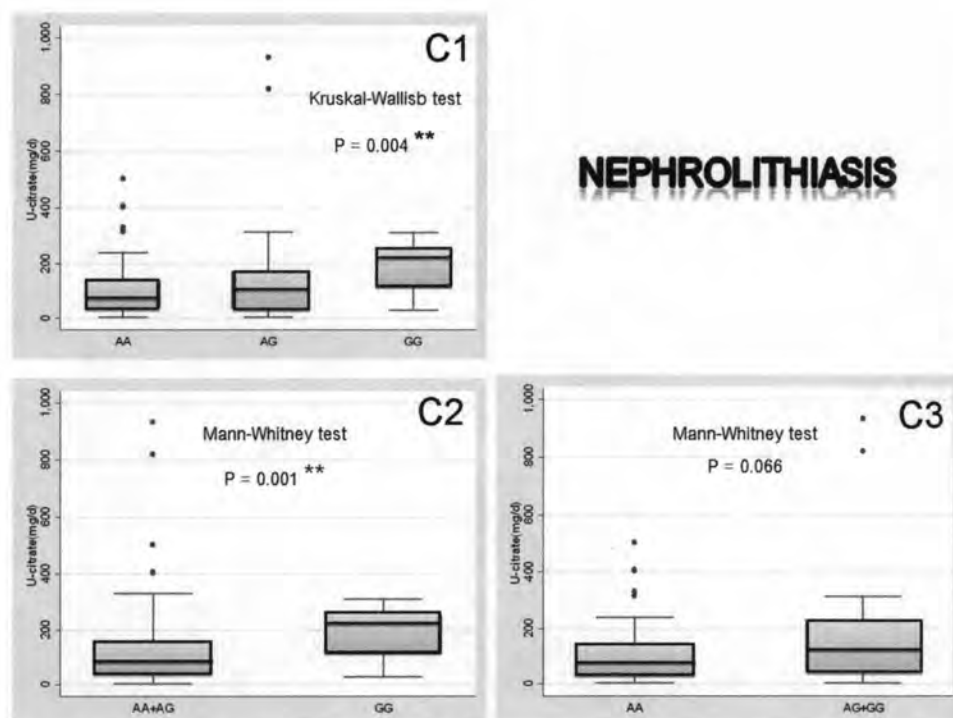 C1
Kruskal-Wallisb test
P = 0.004 **
U-citrate(mg/d)
1,000
800
600
400
200
0
AA
AG
GG
NEPHROLITHIASIS
C2
Mann-Whitney test
P = 0.001 **
U-citrate(mg/d)
1,000
800
600
400
200
0
AA+AG
GG
C3
Mann-Whitney test
P = 0.066
U-citrate(mg/d)
1,000
800
600
400
200
0
AA
AG+GG